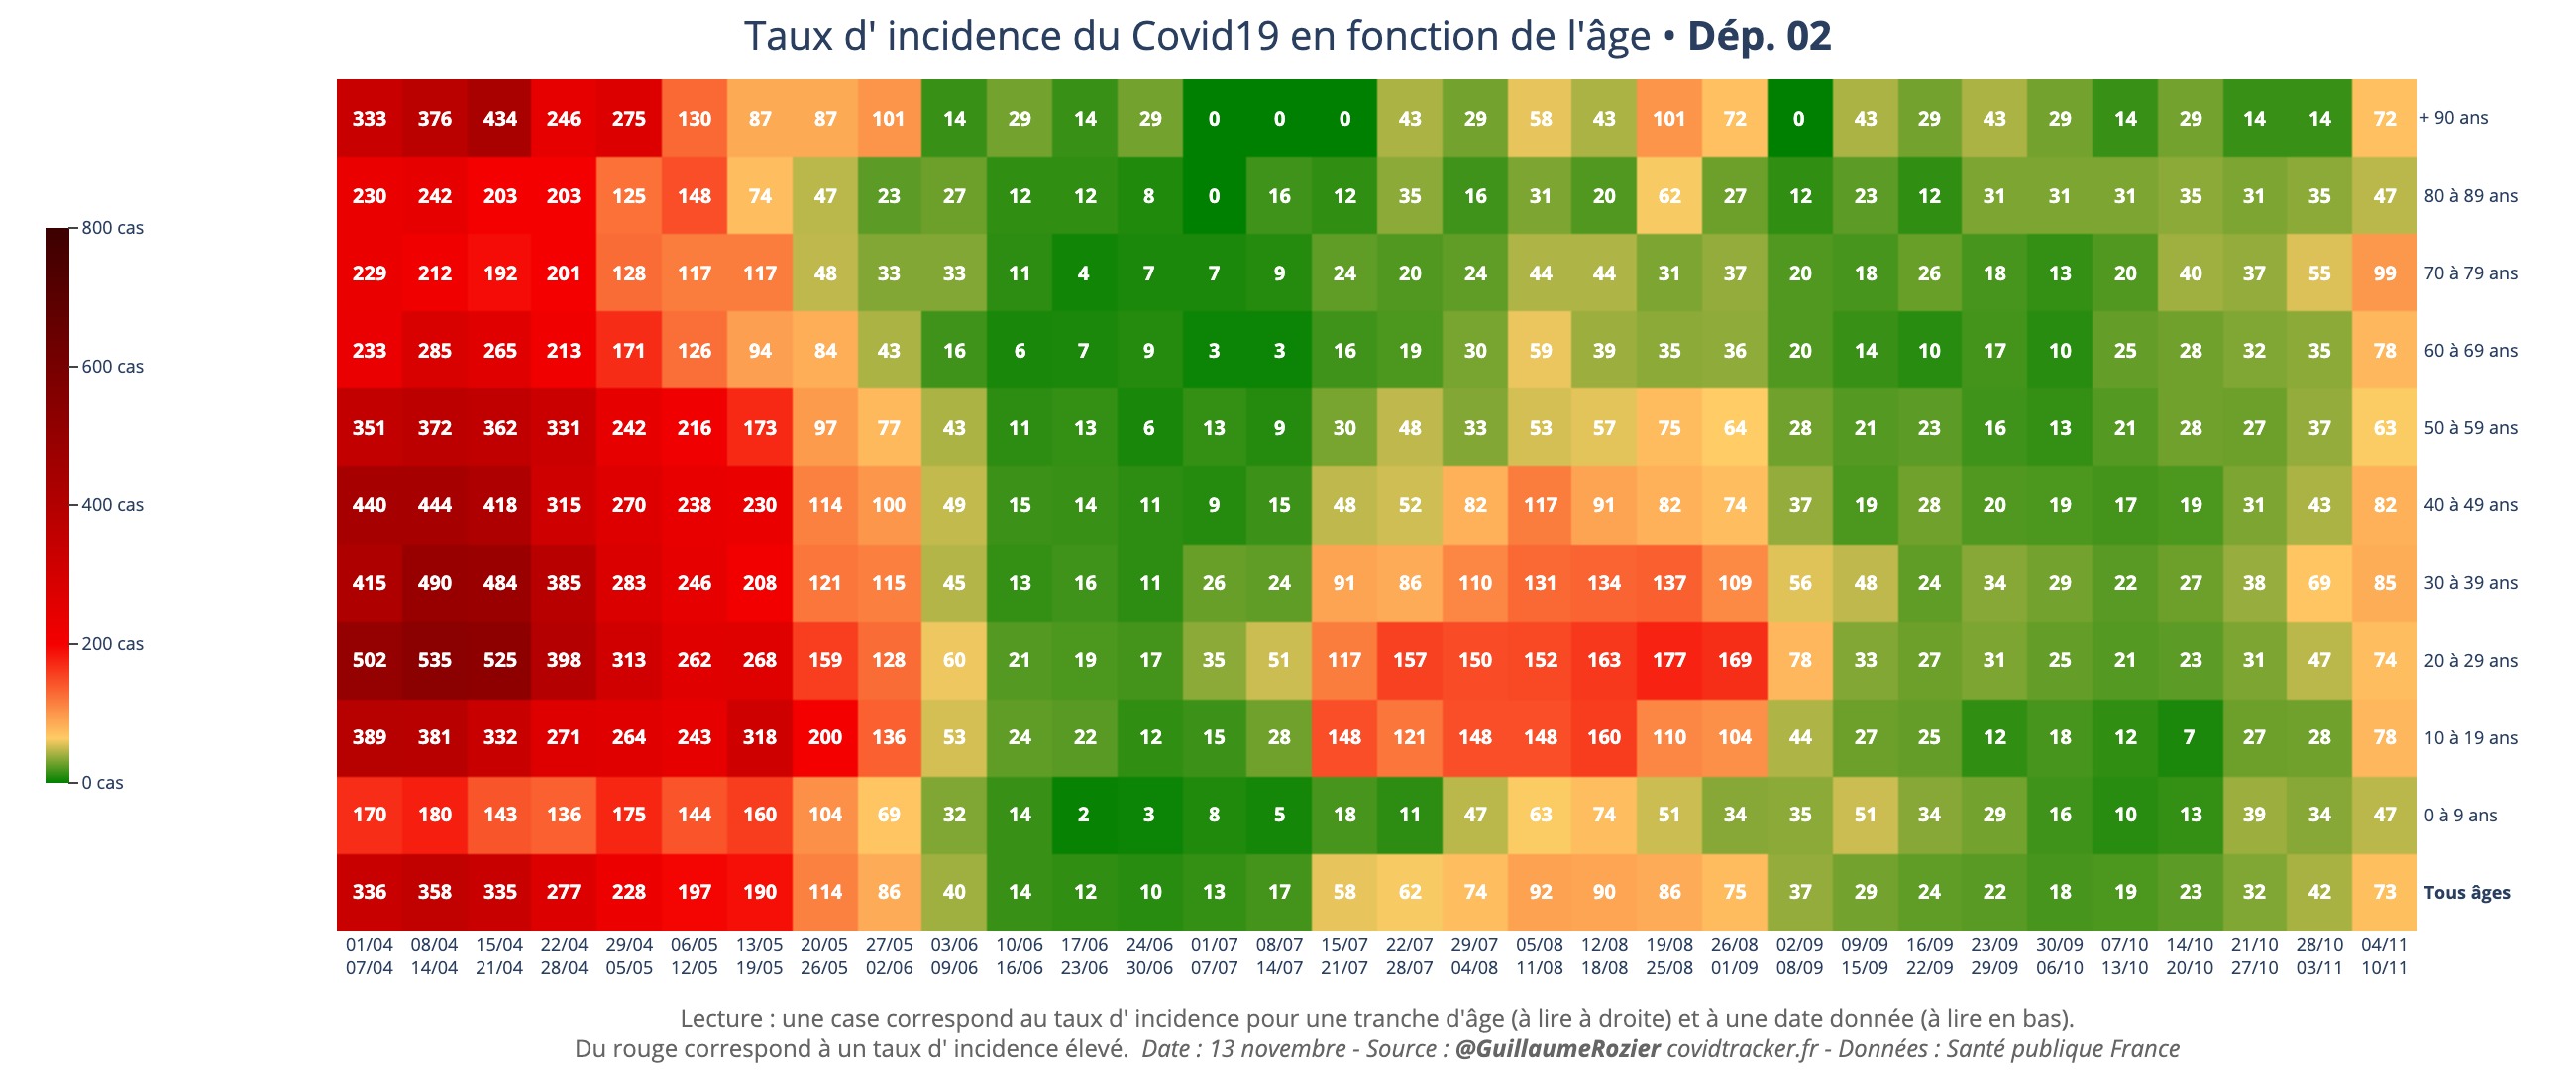 Taux d' incidence du Covid19 en fonction de l'âge • Dép. 02
800 cas
600 cas
400 cas
200 cas
0 cas
333 376 434 246 275 130 87 87 101 14 29 14 29 0 0 0 43 29 58 43 101 72 0 43 29 43 29 14 29 14 14 72 + 90 ans
230 242 203 203 125 148 74 47 23 27 12 12 8 0 16 12 35 16 31 20 62 27 12 23 12 31 31 31 35 31 35 47 80 à 89 ans
229 212 192 201 128 117 117 48 33 33 11 4 7 7 9 24 20 24 44 44 31 37 20 18 26 18 13 20 40 37 55 99 70 à 79 ans
233 285 265 213 171 126 94 84 43 16 6 7 9 3 3 16 19 30 59 39 35 36 20 14 10 17 10 25 28 32 35 78 60 à 69 ans
351 372 362 331 242 216 173 97 77 43 11 13 6 13 9 30 48 33 53 57 75 64 28 21 23 16 13 21 28 27 37 63 50 à 59 ans
440 444 418 315 270 238 230 114 100 49 15 14 11 9 15 48 52 82 117 91 82 74 37 19 28 20 19 17 19 31 43 82 40 à 49 ans
415 490 484 385 283 246 208 121 115 45 13 16 11 26 24 91 86 110 131 134 137 109 56 48 24 34 29 22 27 38 69 85 30 à 39 ans
502 535 525 398 313 262 268 159 128 60 21 19 17 35 51 117 157 150 152 163 177 169 78 33 27 31 25 21 23 31 47 74 20 à 29 ans
389 381 332 271 264 243 318 200 136 53 24 22 12 15 28 148 121 148 148 160 110 104 44 27 25 12 18 12 7 27 28 78 10 à 19 ans
170 180 143 136 175 144 160 104 69 32 14 2 3 8 5 18 11 47 63 74 51 34 35 51 34 29 16 10 13 39 34 47 0 à 9 ans
336 358 335 277 228 197 190 114 86 40 14 12 10 13 17 58 62 74 92 90 86 75 37 29 24 22 18 19 23 32 42 73 Tous âges
01/04 08/04 15/04 22/04 29/04 06/05 13/05 20/05 27/05 03/06 10/06 17/06 24/06 01/07 08/07 15/07 22/07 29/07 05/08 12/08 19/08 26/08 02/09 09/09 16/09 23/09 30/09 07/10 14/10 21/10 28/10 04/11
07/04 14/04 21/04 28/04 05/05 12/05 19/05 26/05 02/06 09/06 16/06 23/06 30/06 07/07 14/07 21/07 28/07 04/08 11/08 18/08 25/08 01/09 08/09 15/09 22/09 29/09 06/10 13/10 20/10 27/10 03/11 10/11
Lecture : une case correspond au taux d' incidence pour une tranche d'âge (à lire à droite) et à une date donnée (à lire en bas).
Du rouge correspond à un taux d' incidence élevé. Date : 13 novembre - Source : @GuillaumeRozier covidtracker.fr - Données : Santé publique France